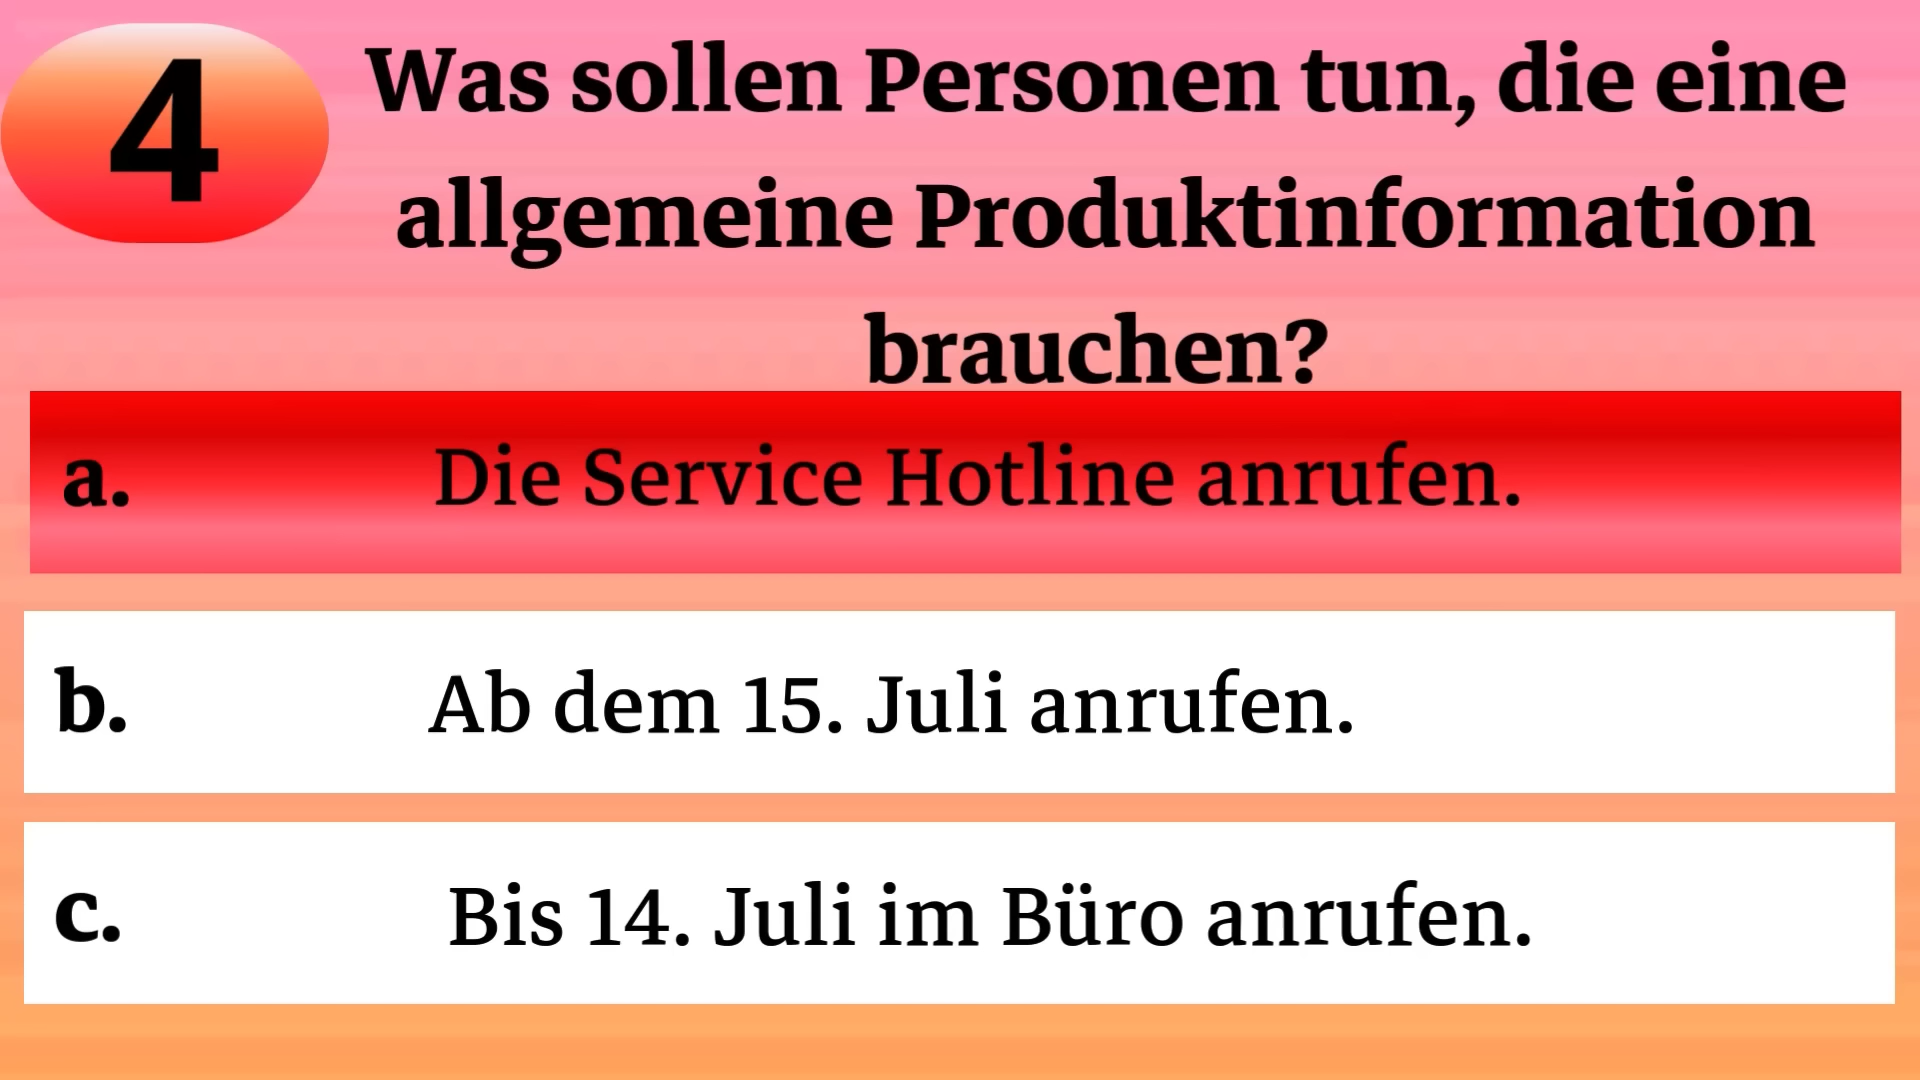 4
Was sollen Personen tun, die eine
allgemeine Produktinformation
brauchen?
a. Die Service Hotline anrufen.
b. Ab dem 15. Juli anrufen.
c. Bis 14. Juli im Büro anrufen.